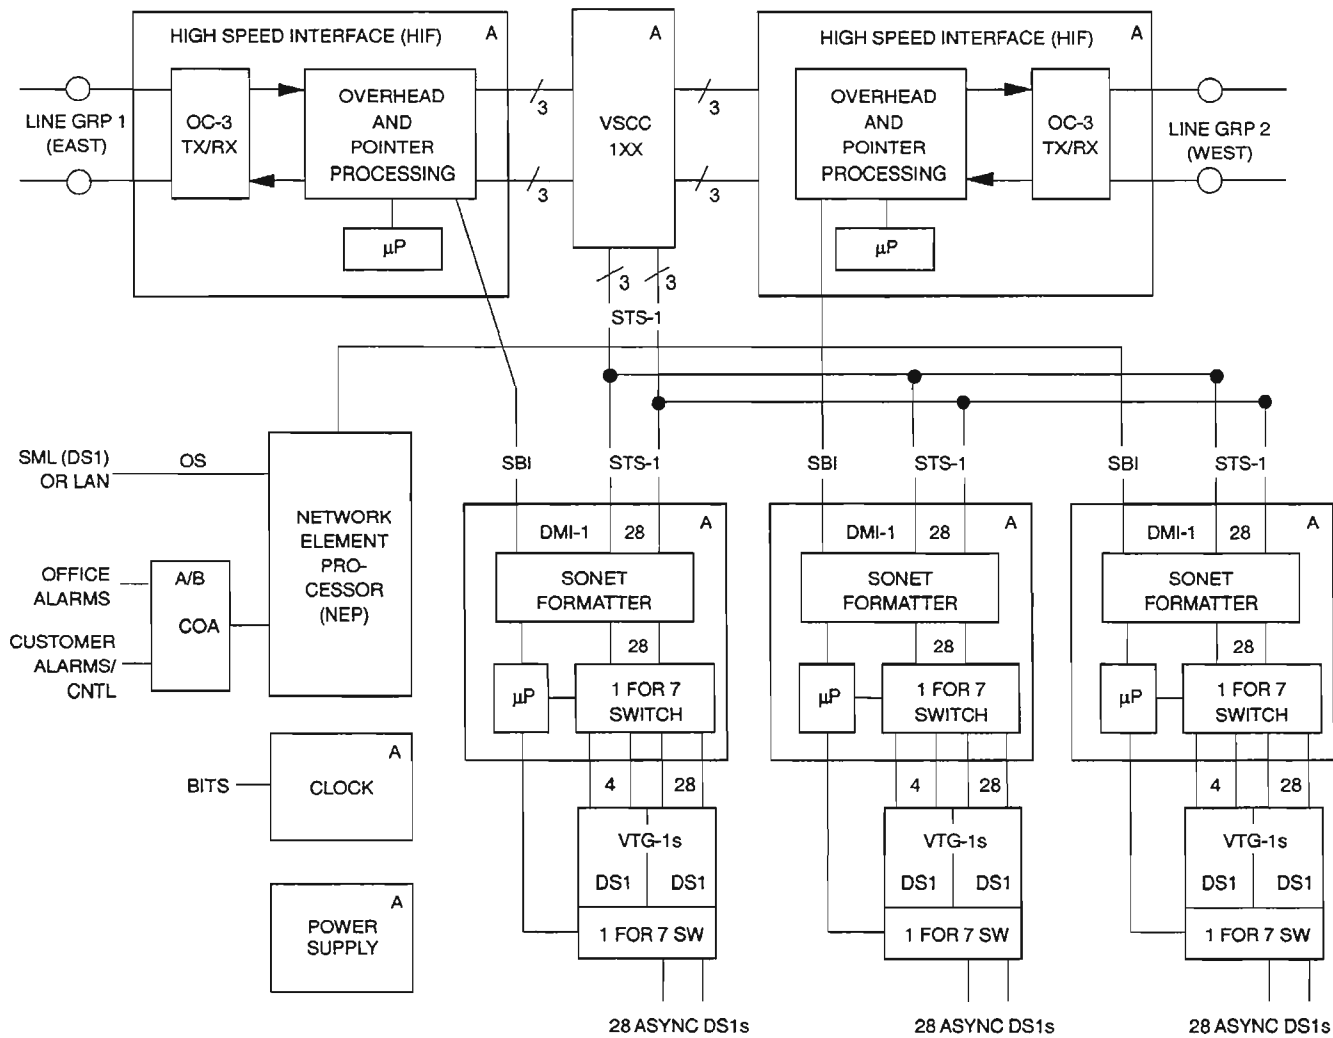 HIGH SPEED INTERFACE (HIF)
A
A
HIGH SPEED INTERFACE (HIF)
A
LINE GRP 1
(EAST)
OC-3
TX/RX
OVERHEAD
AND
POINTER
PROCESSING
µP
3
3
VSCC
1XX
3
3
OVERHEAD
AND
POINTER
PROCESSING
µP
OC-3
TX/RX
LINE GRP 2
(WEST)
3
3
STS-1
SML (DS1)
OR LAN
OS
NETWORK
ELEMENT
PRO-
CESSOR
(NEP)
OFFICE
ALARMS
A/B
COA
CUSTOMER
ALARMS/
CNTL
BITS
A
CLOCK
A
POWER
SUPPLY
SBI
STS-1
A
DMI-1
28
SONET
FORMATTER
28
µP
1 FOR 7
SWITCH
4
28
VTG-1s
DS1
DS1
1 FOR 7 SW
28 ASYNC DS1s
SBI
STS-1
A
DMI-1
28
SONET
FORMATTER
28
µP
1 FOR 7
SWITCH
4
28
VTG-1s
DS1
DS1
1 FOR 7 SW
28 ASYNC DS1s
SBI
STS-1
A
DMI-1
28
SONET
FORMATTER
28
µP
1 FOR 7
SWITCH
4
28
VTG-1s
DS1
DS1
1 FOR 7 SW
28 ASYNC DS1s